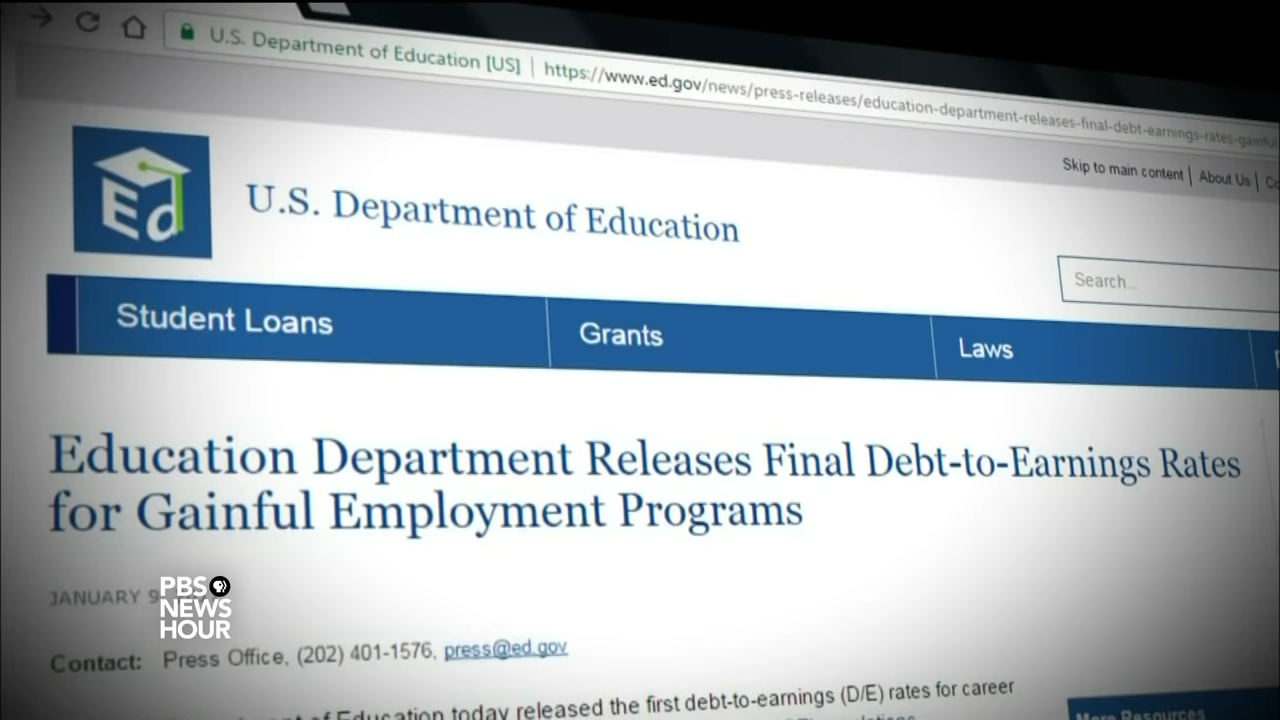 U.S. Department of Education [US] | https://www.ed.gov/news/press-releases/education-department-releases-final-debt-earnings-rates-gainful
Skip to main content | About Us |
Ed
U.S. Department of Education
Search...
Student Loans
Grants
Laws
Education Department Releases Final Debt-to-Earnings Rates
for Gainful Employment Programs
JANUARY 9
PBS
NEWS
HOUR
Contact: Press Office, (202) 401-1576, press@ed.gov
of Education today released the first debt-to-earnings (D/E) rates for career
More Resources